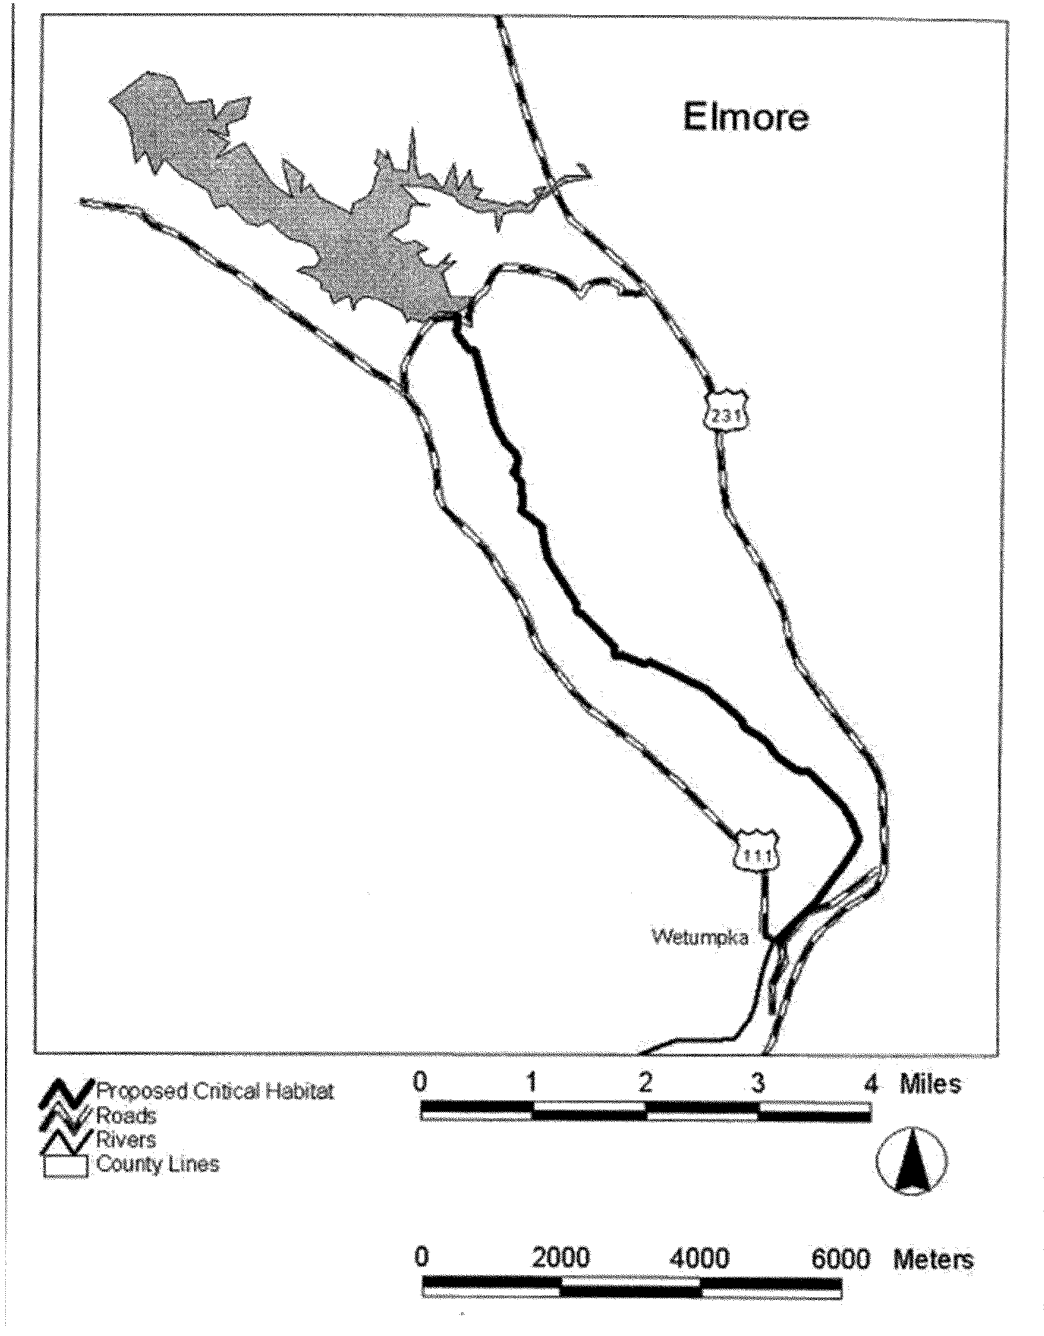 Elmore
231
111
Wetumpka
Proposed Critical Habitat
Roads
Rivers
County Lines
0 1 2 3 4 Miles
0 2000 4000 6000 Meters